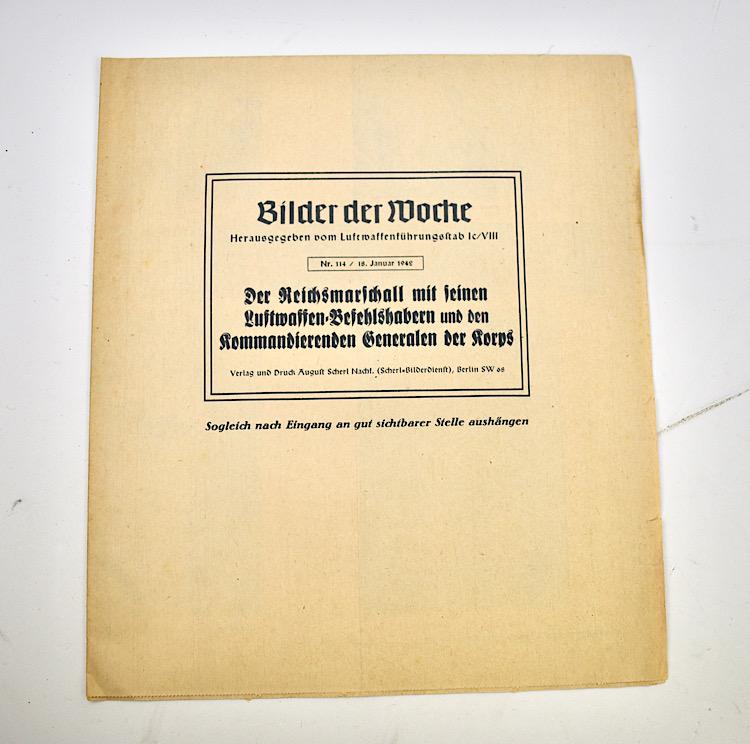 Bilder der Woche
Herausgegeben vom Luftwaffenführungsstab Ic/VIII
Nr. 114 / 18. Januar 1942
Der Reichsmarschall mit seinen
Luftwaffen-Befehlshabern und den
Kommandierenden Generalen der Korps
Verlag und Druck August Scherl Nachf. (Scherl-Bilderdienst), Berlin SW 68
Sogleich nach Eingang an gut sichtbarer Stelle aushängen